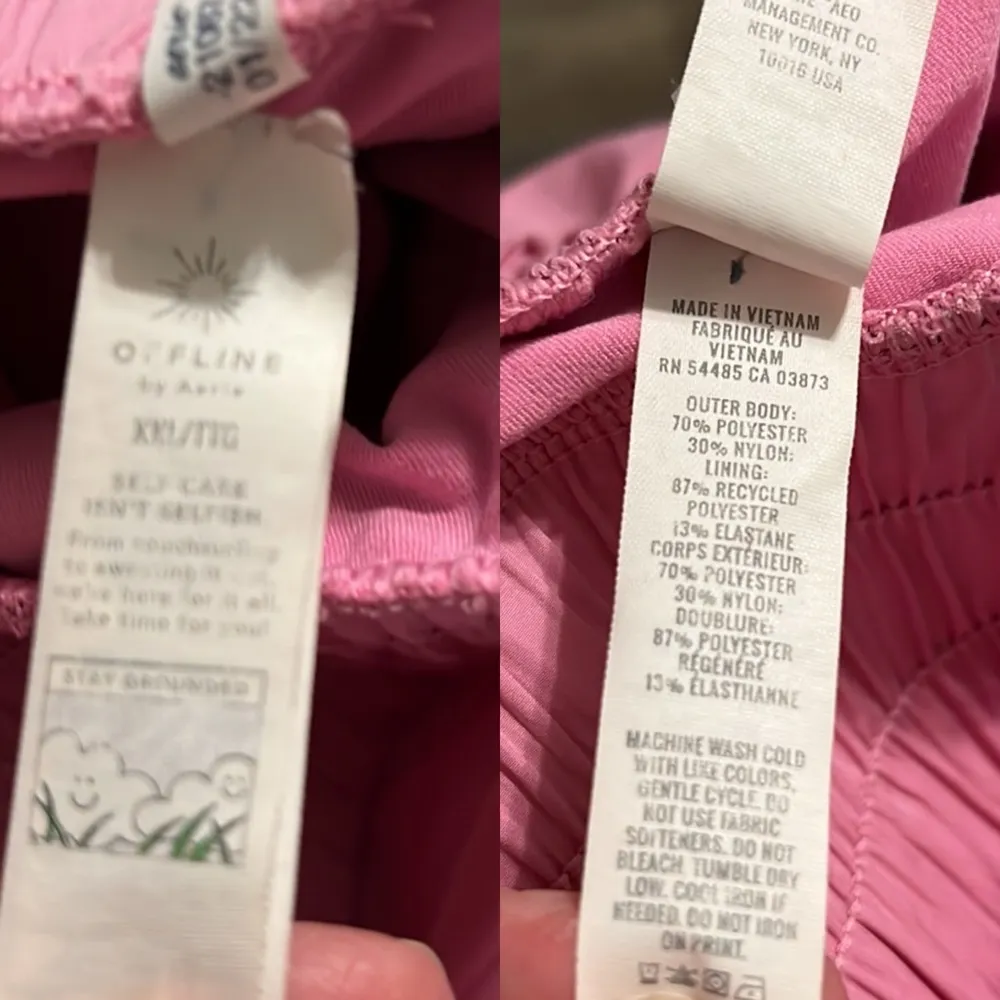 01/22
OFFLINE
by Aerie
XXL/TTG
SELF CARE
ISN'T SELFISH.
From
to
we're here for it all.
Take time for you!
STAY GROUNDED
AEO
MANAGEMENT CO.
NEW YORK, NY
10016 USA
MADE IN VIETNAM
FABRIQUÉ AU
VIETNAM
RN 54485 CA 03873
OUTER BODY:
70% POLYESTER
30% NYLON:
LINING:
87% RECYCLED
POLYESTER
13% ELASTANE
CORPS EXTÉRIEUR:
70% POLYESTER
30% NYLON:
DOUBLURE:
87% POLYESTER
RÉGÉNÉRÉ
13% ÉLASTHANNE
MACHINE WASH COLD
WITH LIKE COLORS,
GENTLE CYCLE. DO
NOT USE FABRIC
SOFTENERS. DO NOT
BLEACH. TUMBLE DRY
LOW. COOL IRON IF
NEEDED. DO NOT IRON
ON PRINT.